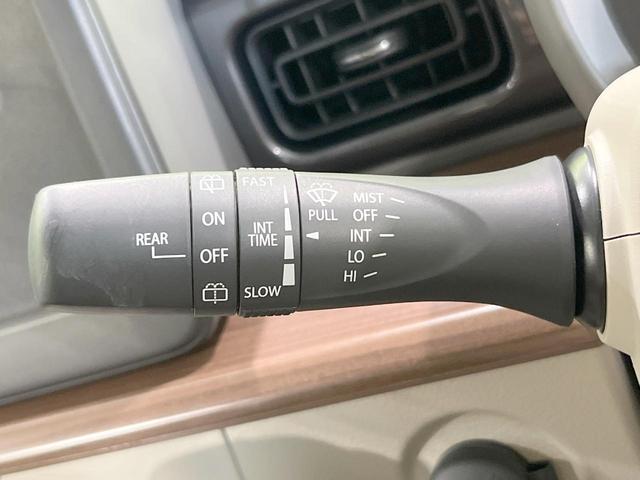 REAR
ON
OFF
FAST
INT
TIME
SLOW
PULL
MIST
OFF
INT
LO
HI